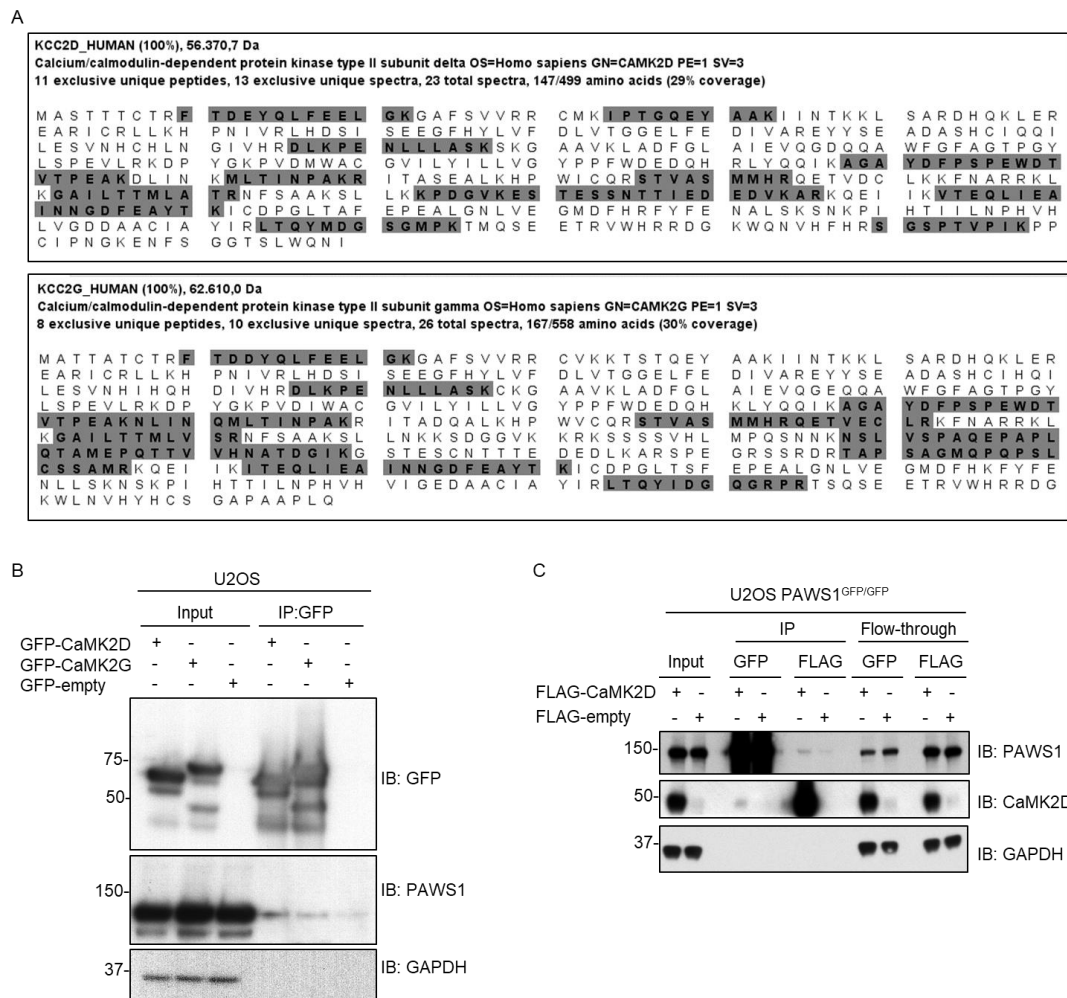 A
KCC2D_HUMAN (100%), 56.370,7 Da
Calcium/calmodulin-dependent protein kinase type II subunit delta OS=Homo sapiens GN=CAMK2D PE=1 SV=3
11 exclusive unique peptides, 13 exclusive unique spectra, 23 total spectra, 147/499 amino acids (29% coverage)
MASTTTCTRF TDEYQLFEEL GKGAFSVVRR CMKIPTGQEY AAKIINTKKL SARDHQKLER
EARICRLLKH PNIVRLHDSI SEEGFHYLVF DLVTGGELFE DIVAREYYSE ADASHCIQQI
LESVNHCHLN GIVHRDLKPE NLLLASKSKG AAVKLADFGL AIEVQGDQQA WFGFAGTPGY
LSPEVLRKDP YGKPVDMWAC GVILYILLVG YPPFWDEDQH RLYQQIKAGA YDFPSPEWDT
VTPEAKDLIN KMLTINPAKR ITASEALKHP WICQRSTVAS MMHRQETVDC LKKFNARRKL
KGAILTTMLA TRNFSAAKSL LKKPDGVKES TESSNTTIED EDVKARKQEI IKVTEQLIEA
INNGDFEAYT KICDPGLTAF EPEALGNLVE GMDFHRFYFE NALSKSNKPI HTIILNPHVH
LVGDDAACIA YIRLTQYMDG SGMPKTMQSE ETRVWHRRDG KWQNVHFHRS GSPTVPIKPP
CIPNGKENFS GGTSLWQNI
KCC2G_HUMAN (100%), 62.610,0 Da
Calcium/calmodulin-dependent protein kinase type II subunit gamma OS=Homo sapiens GN=CAMK2G PE=1 SV=3
8 exclusive unique peptides, 10 exclusive unique spectra, 26 total spectra, 167/558 amino acids (30% coverage)
MATTATCTRF TDDYQLFEEL GKGAFSVVRR CVKKTSTQEY AAKIINTKKL SARDHQKLER
EARICRLLKH PNIVRLHDSI SEEGFHYLVF DLVTGGELFE DIVAREYYSE ADASHCIHQI
LESVNHIHQH DIVHRDLKPE NLLLASKCKG AAVKLADFGL AIEVQGEQQA WFGFAGTPGY
LSPEVLRKDP YGKPVDIWAC GVILYILLVG YPPFWDEDQH KLYQQIKAGA YDFPSPEWDT
VTPEAKNLIN QMLTINPAKR ITADQALKHP WVCQRSTVAS MMHRQETVEC LRKFNARRKL
KGAILTTMLV SRNFSAAKSL LNKKSDGGVK KRKSSSSVHL MPQSNNKNSL VSPAQEPAPL
QTAMEPQTTV VHNATDGIKG STESCNTTTE DEDLKARSPE GRSSRDRTAP SAGMQPQPSL
CSSAMRKQEI IKITEQLIEA INNGDFEAYT KICDPGLTSF EPEALGNLVE GMDFHKFYFE
NLLSKNSKPI HTTILNPHVH VIGEDAACIA YIRLTQYIDG QGRPRTSQSE ETRVWHRRDG
KWLNVHYHCS GAPAAPLQ
B
U2OS
Input IP:GFP
GFP-CaMK2D + - - + - -
GFP-CaMK2G - + - - + -
GFP-empty - - + - - +
75-
50-
IB: GFP
150-
IB: PAWS1
37-
IB: GAPDH
C
U2OS PAWS1GFP/GFP
IP Flow-through
Input GFP FLAG GFP FLAG
FLAG-CaMK2D + - + - + - + - + -
FLAG-empty - + - + - + - + - +
150-
IB: PAWS1
50-
IB: CaMK2D
37-
IB: GAPDH